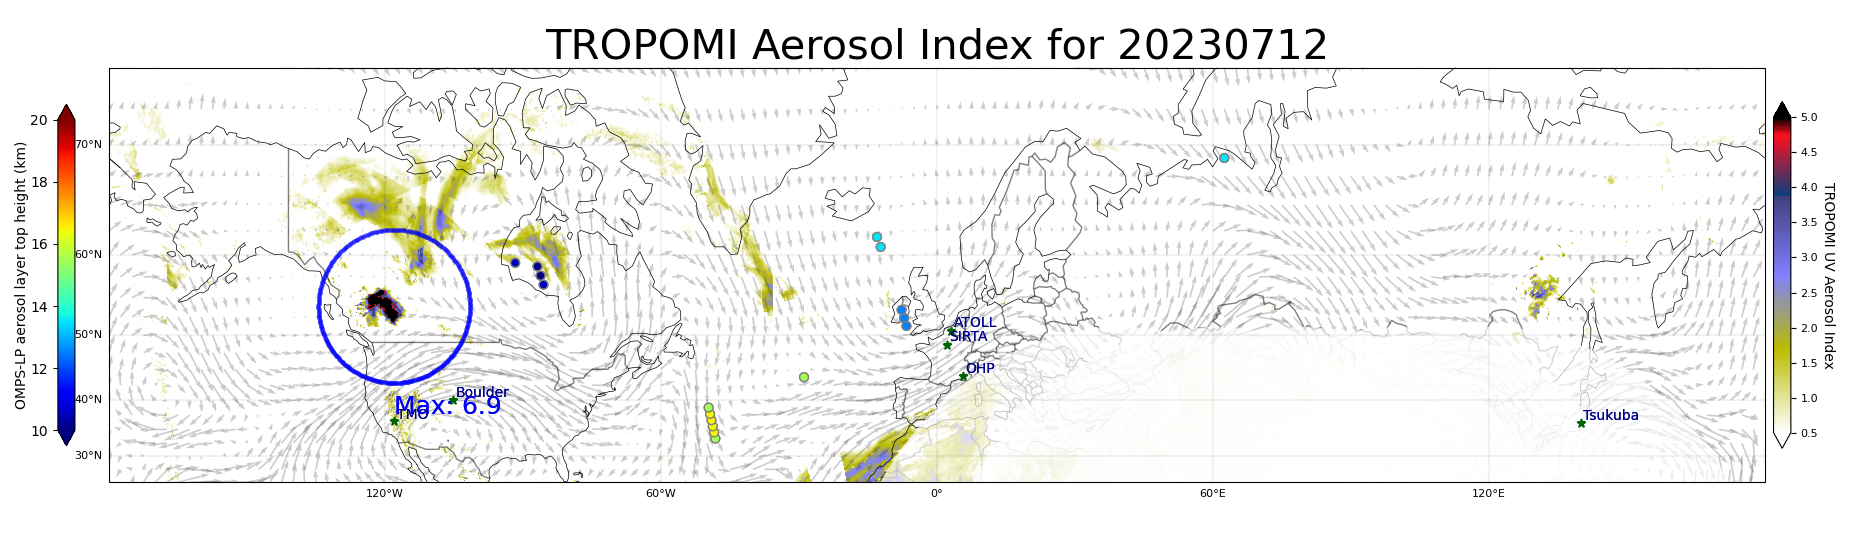 TROPOMI Aerosol Index for 20230712
OMPS-LP aerosol layer top height (km)
20
18
16
14
12
10
70°N
60°N
50°N
40°N
30°N
120°W
60°W
0°
60°E
120°E
ATOLL
SIRTA
OHP
Boulder
Max. 6.9
TMO
Tsukuba
5.0
4.5
4.0
3.5
3.0
2.5
2.0
1.5
1.0
0.5
TROPOMI UV Aerosol Index